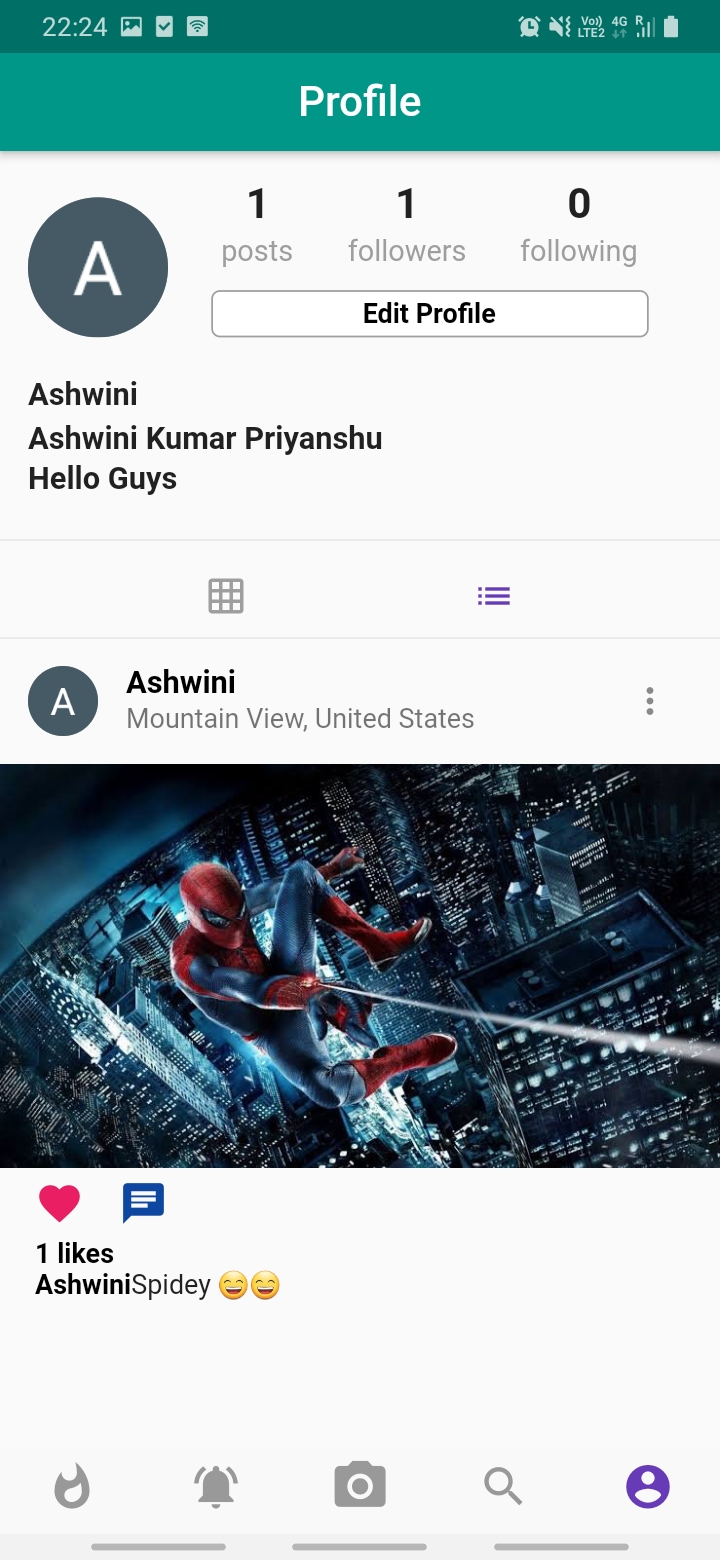 22:24 Vo)) LTE2 4G R
Profile
A
1 1 0
posts followers following
Edit Profile
Ashwini
Ashwini Kumar Priyanshu
Hello Guys
A Ashwini
Mountain View, United States
1 likes
AshwiniSpidey 😄😄